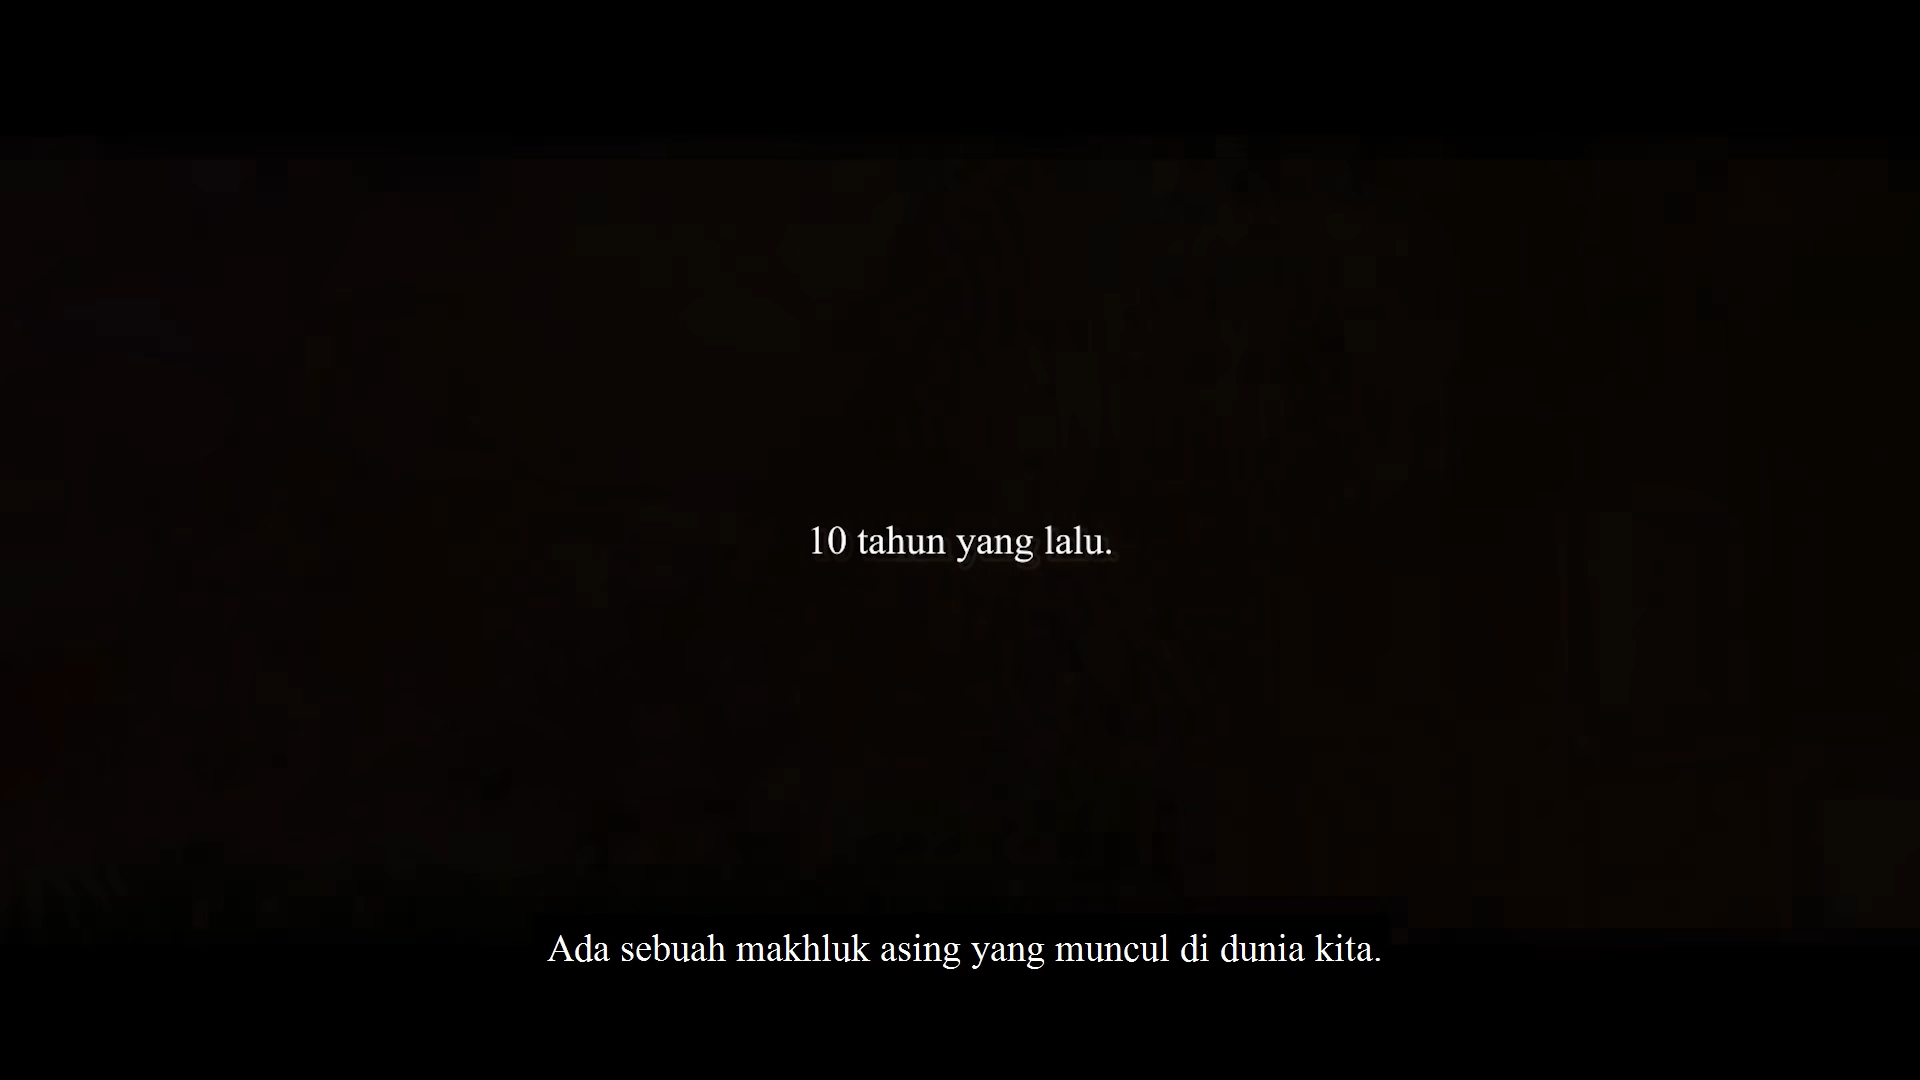 10 tahun yang lalu.
Ada sebuah makhluk asing yang muncul di dunia kita.